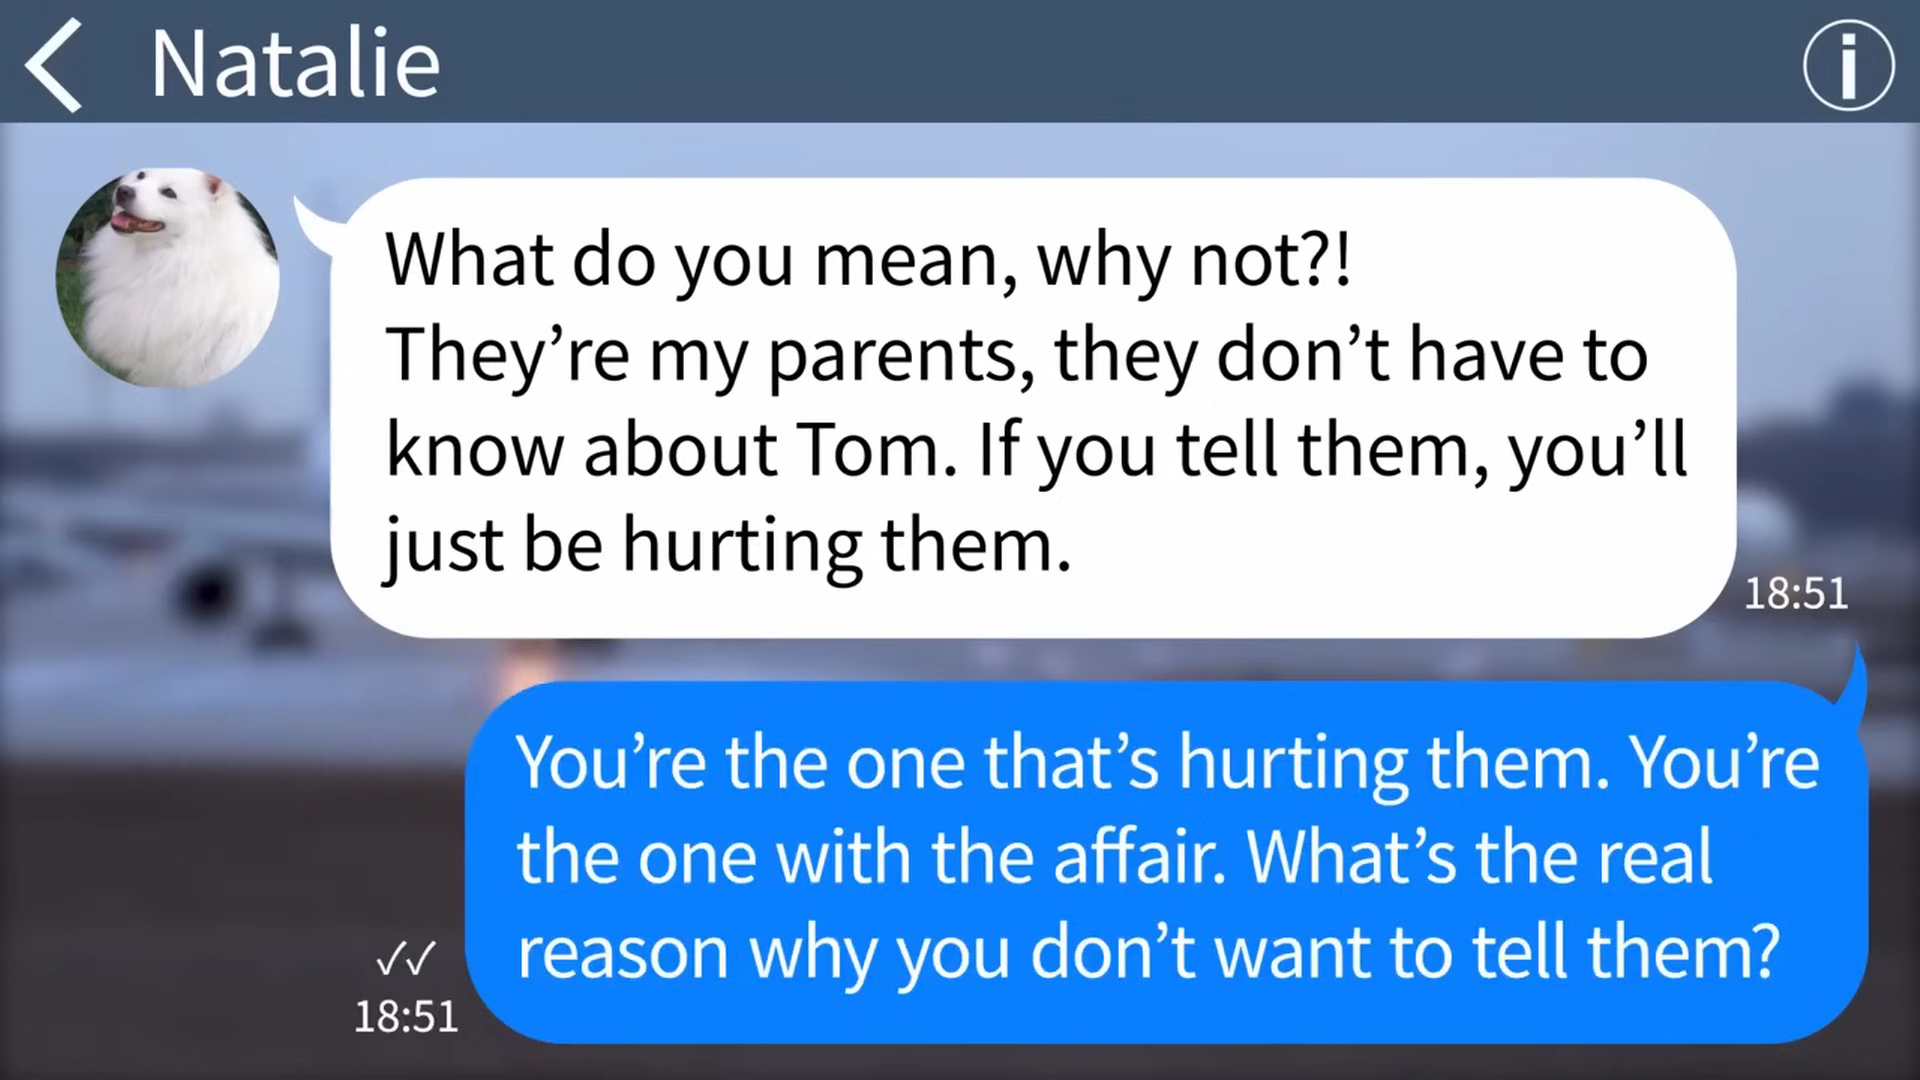 Natalie
What do you mean, why not?!
They’re my parents, they don’t have to
know about Tom. If you tell them, you’ll
just be hurting them.
18:51
You’re the one that’s hurting them. You’re
the one with the affair. What’s the real
reason why you don’t want to tell them?
18:51